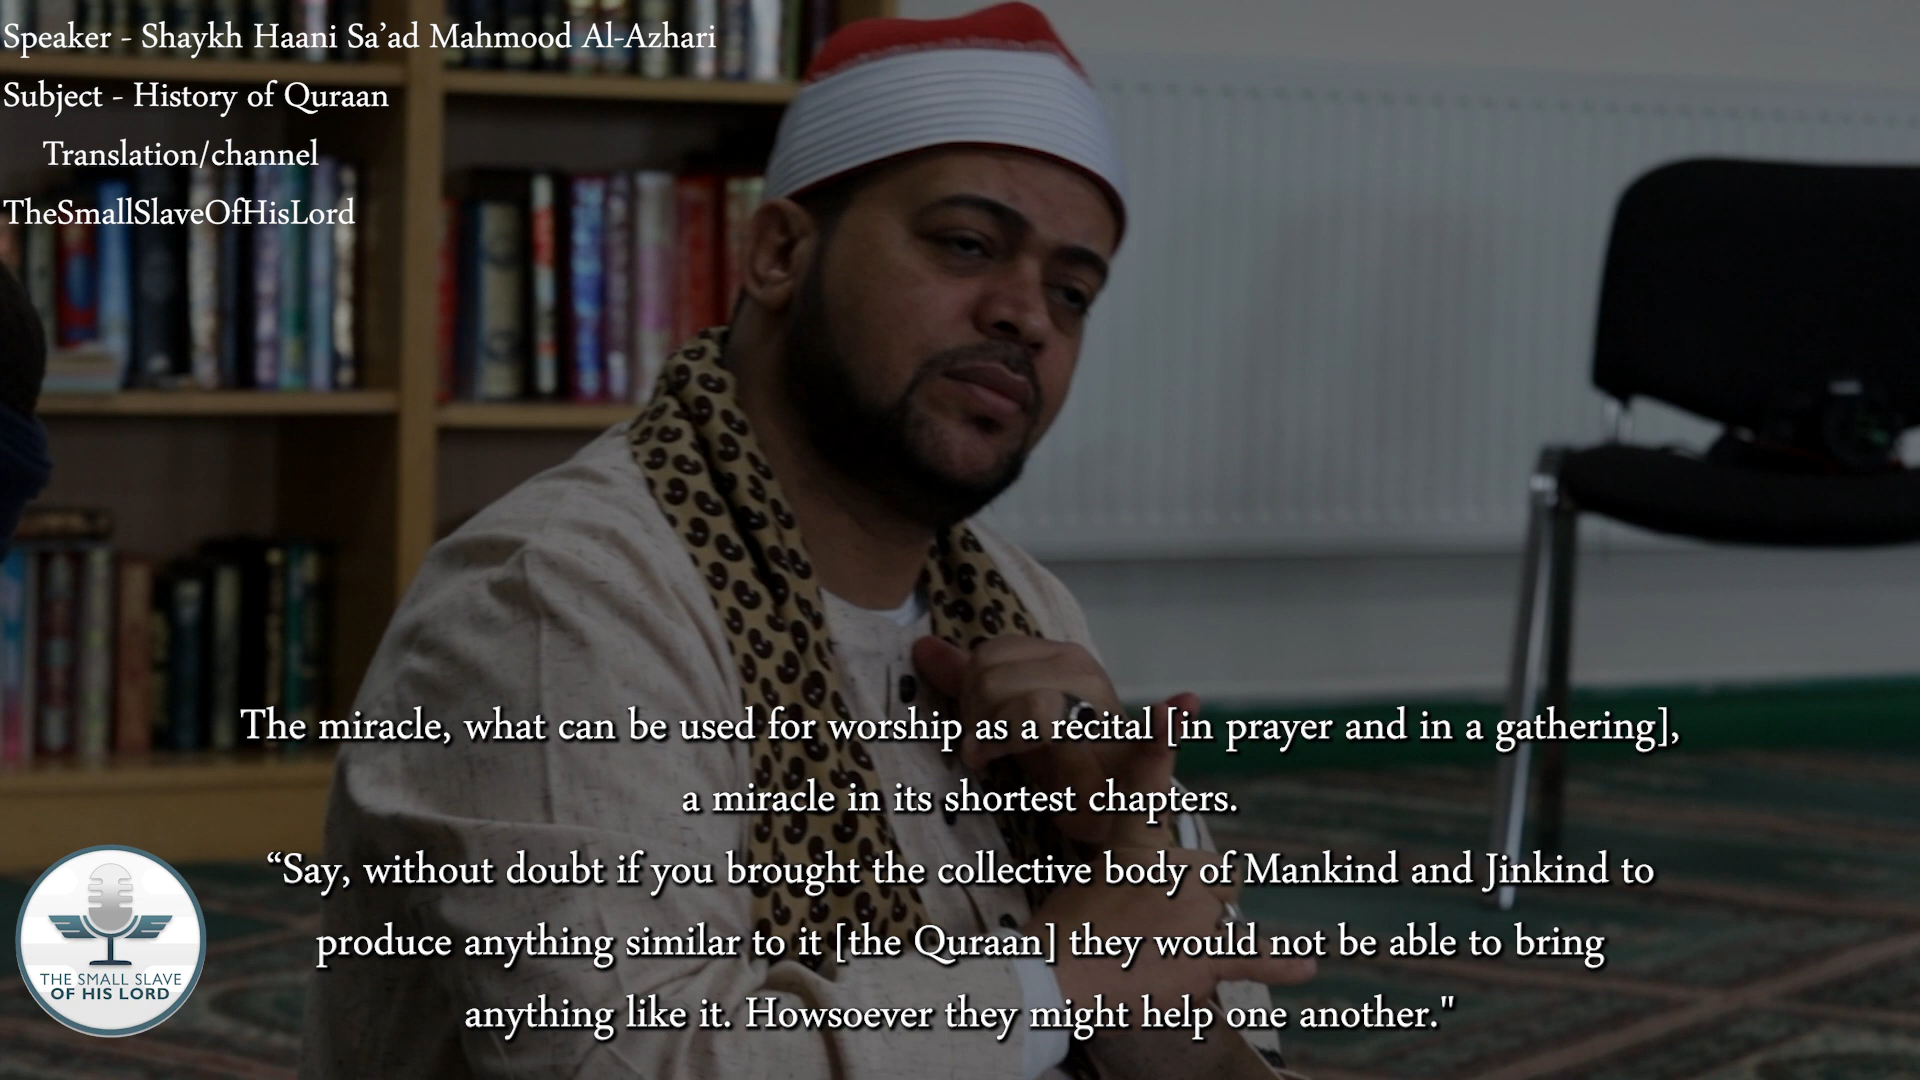 Speaker - Shaykh Haani Sa’ad Mahmood Al-Azhari
Subject - History of Quraan
Translation/channel
TheSmallSlaveOfHisLord
The miracle, what can be used for worship as a recital [in prayer and in a gathering],
a miracle in its shortest chapters.
“Say, without doubt if you brought the collective body of Mankind and Jinkind to
produce anything similar to it [the Quraan] they would not be able to bring
anything like it. Howsoever they might help one another."
THE SMALL SLAVE
OF HIS LORD